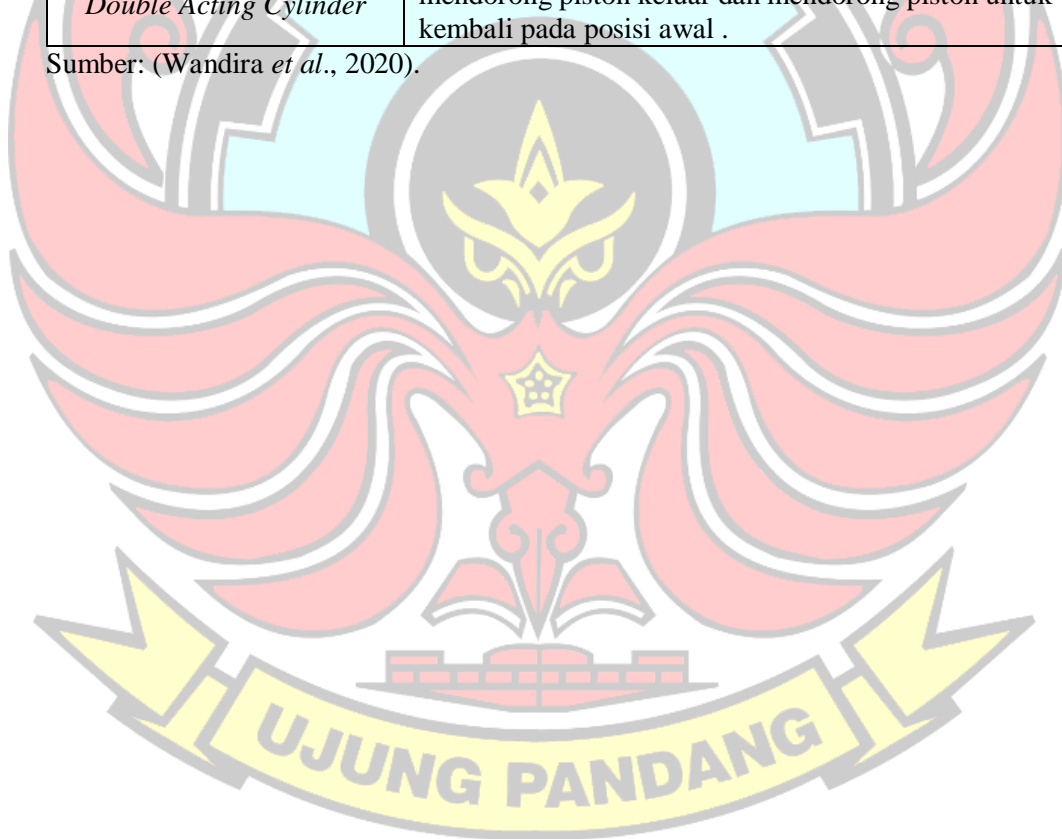 Double Acting Cylinder
mendorong piston keluar dan mendorong piston untuk
kembali pada posisi awal .
Sumber: (Wandira et al., 2020).
UJUNG PANDANG